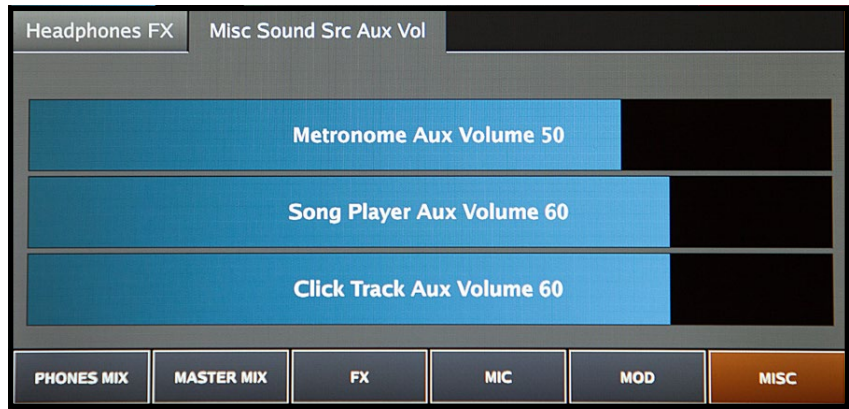 Headphones FX
Misc Sound Src Aux Vol
Metronome Aux Volume 50
Song Player Aux Volume 60
Click Track Aux Volume 60
PHONES MIX
MASTER MIX
FX
MIC
MOD
MISC